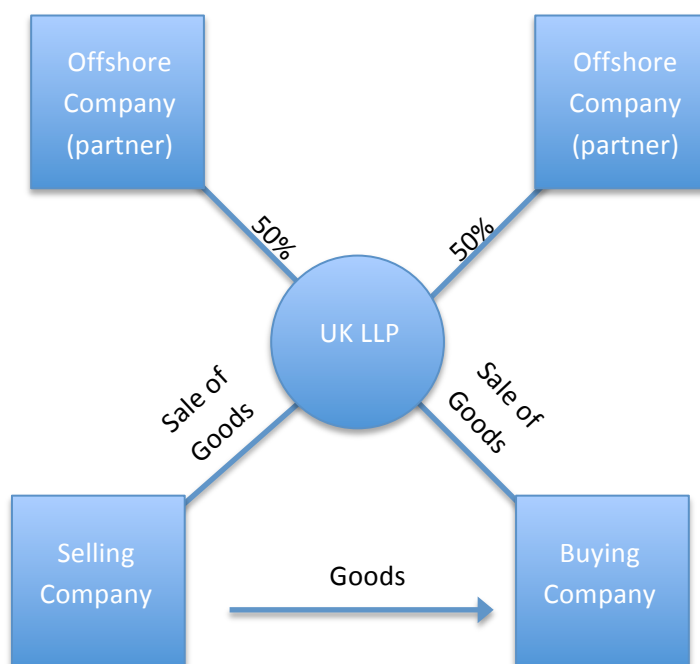 Offshore
Company
(partner)
Offshore
Company
(partner)
50%
50%
UK LLP
Sale of
Goods
Sale of
Goods
Selling
Company
Goods
Buying
Company